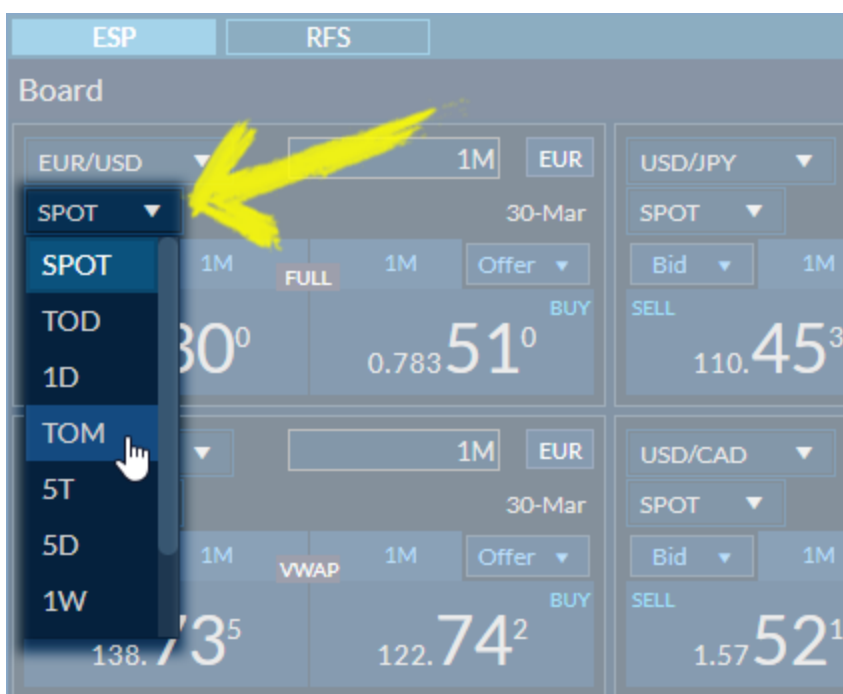 ESP RFS
Board
EUR/USD 1M EUR USD/JPY
SPOT 30-Mar SPOT
SPOT 1M FULL 1M Offer Bid 1M
TOD BUY SELL
1D 0.783 51 0 110. 45 3
TOM 1M EUR USD/CAD
5T 30-Mar SPOT
5D 1M VWAP 1M Offer Bid 1M
1W BUY SELL
138. 73 5 122. 74 2 1.57 52 1